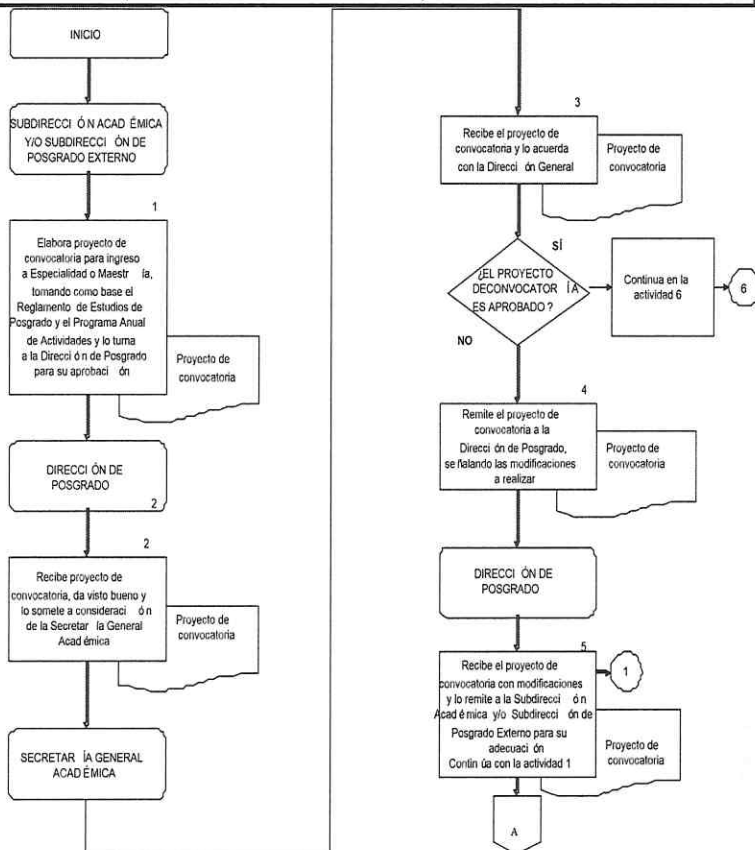 INICIO
SUBDIRECCI ÓN ACAD ÉMICA
Y/O SUBDIRECCI ÓN DE
POSGRADO EXTERNO
1
Elabora proyecto de
convocatoria para ingreso
a Especialidad o Maestr ía,
tomando como base el
Reglamento de Estudios de
Posgrado y el Programa Anual
de Actividades y lo turna
a la Direcci ó n de Posgrado
para su aprobaci ón
Proyecto de
convocatoria
DIRECCI ÓN DE
POSGRADO
2
2
Recibe proyecto de
convocatoria, da visto bueno y
lo somete a consideraci ó n
de la Secretar ía General
Acad émica
Proyecto de
convocatoria
SECRETAR ÍA GENERAL
ACAD ÉMICA
3
Recibe el proyecto de
convocatoria y lo acuerda
con la Direcci ón General
Proyecto de
convocatoria
SÍ
¿EL PROYECTO
DECONVOCATOR ÍA
ES APROBADO ?
Continua en la
actividad 6
6
NO
4
Remite el proyecto de
convocatoria a la
Direcci ón de Posgrado,
se ñalando las modificaciones
a realizar
Proyecto de
convocatoria
DIRECCI ÓN DE
POSGRADO
5
Recibe el proyecto de
convocatoria con modificaciones
y lo remite a la Subdirecci ó n
Acad é mica y/o Subdirecci ón de
Posgrado Externo para su
adecuaci ón
Contin úa con la actividad 1
1
Proyecto de
convocatoria
A